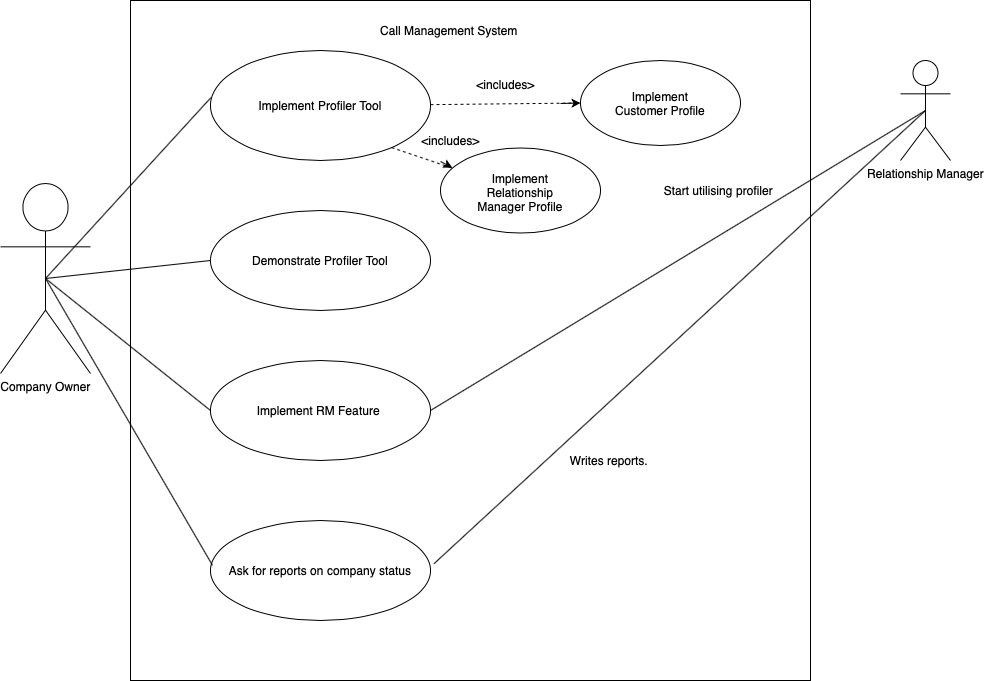 Call Management System
Implement Profiler Tool
<includes>
Implement
Customer Profile
<includes>
Implement
Relationship
Manager Profile
Relationship Manager
Start utilising profiler
Demonstrate Profiler Tool
Company Owner
Implement RM Feature
Writes reports.
Ask for reports on company status